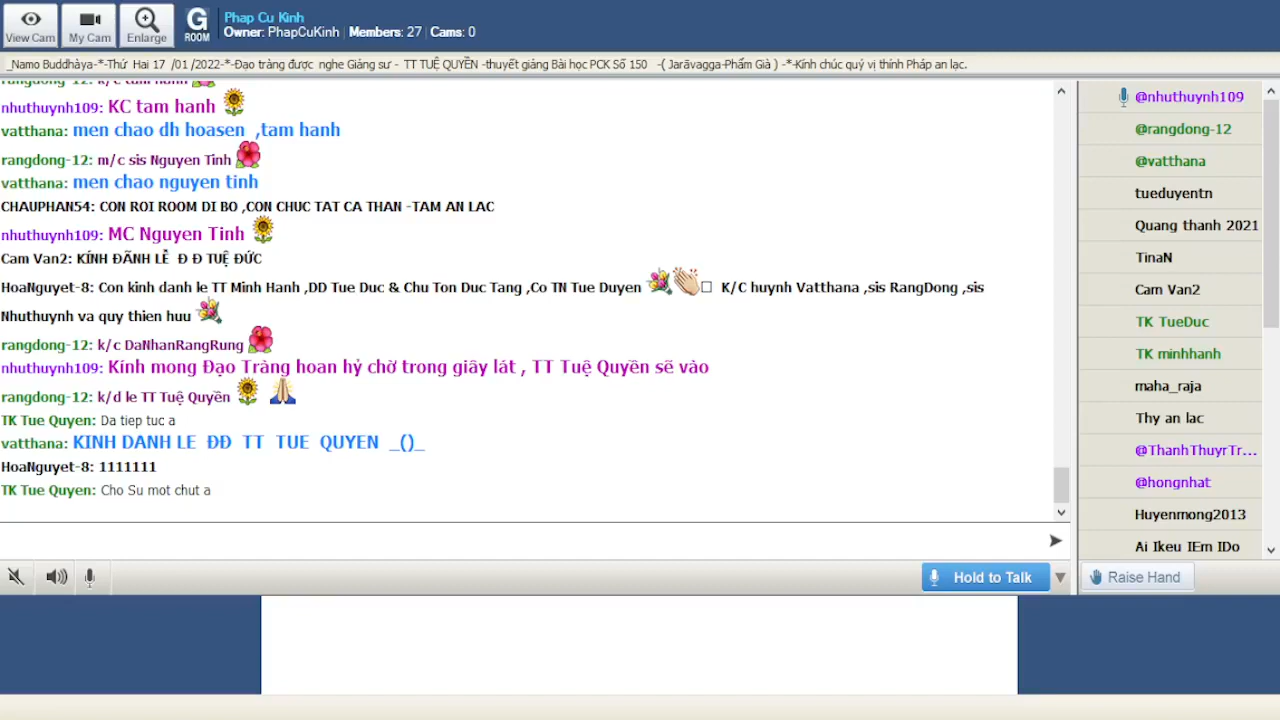 View Cam
My Cam
Enlarge
G
ROOM
Phap Cu Kinh
Owner: PhapCuKinh | Members: 27 | Cams: 0
_Namo Buddhàya-*-Thứ Hai 17 /01 /2022-*-Đạo tràng được nghe Giảng sư - TT TUỆ QUYỀN -thuyết giảng Bài học PCK Số 150 -( Jarāvagga-Phẩm Già ) -*-Kính chúc quý vị thính Pháp an lạc.
rangdong-12: k/c tam hanh
nhuthuynh109: KC tam hanh
vatthana: men chao dh hoasen ,tam hanh
rangdong-12: m/c sis Nguyen Tinh
vatthana: men chao nguyen tinh
CHAUPHAN54: CON ROI ROOM DI BO ,CON CHUC TAT CA THAN -TAM AN LAC
nhuthuynh109: MC Nguyen Tinh
Cam Van2: KÍNH ĐÃNH LỄ Đ Đ TUỆ ĐỨC
HoaNguyet-8: Con kinh danh le TT Minh Hanh ,DD Tue Duc & Chu Ton Duc Tang ,Co TN Tue Duyen K/C huynh Vatthana ,sis RangDong ,sis
Nhuthuynh va quy thien huu
rangdong-12: k/c DaNhanRangRung
nhuthuynh109: Kính mong Đạo Tràng hoan hỷ chờ trong giây lát , TT Tuệ Quyền sẽ vào
rangdong-12: k/d le TT Tuệ Quyền
TK Tue Quyen: Da tiep tuc a
vatthana: KINH DANH LE ĐĐ TT TUE QUYEN _()_
HoaNguyet-8: 1111111
TK Tue Quyen: Cho Su mot chut a
Hold to Talk
@nhuthuynh109
@rangdong-12
@vatthana
tueduyentn
Quang thanh 2021
TinaN
Cam Van2
TK TueDuc
TK minhhanh
maha_raja
Thy an lac
@ThanhThuyrTr...
@hongnhat
Huyenmong2013
Ai Ikeu IEm IDo
Raise Hand